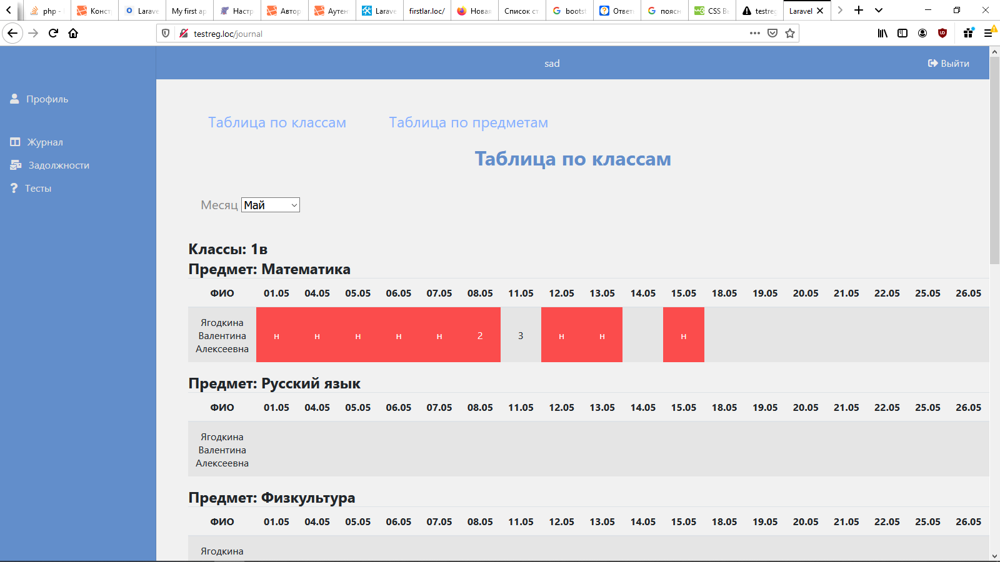 php -
Констр
Larave
My first ap
Настр
Автор
Аутен
Larave
firstlar.loc/
Новая
Список ст
bootst
Ответ
поясн
CSS Ba
testreg
Laravel
testreg.loc/journal
sad
Выйти
Профиль
Журнал
Задолжности
Тесты
Таблица по классам
Таблица по предметам
Таблица по классам
Месяц Май
Классы: 1в
Предмет: Математика
ФИО 01.05 04.05 05.05 06.05 07.05 08.05 11.05 12.05 13.05 14.05 15.05 18.05 19.05 20.05 21.05 22.05 25.05 26.05
Ягодкина
Валентина
Алексеевна
н н н н н 2 3 н н н
Предмет: Русский язык
ФИО 01.05 04.05 05.05 06.05 07.05 08.05 11.05 12.05 13.05 14.05 15.05 18.05 19.05 20.05 21.05 22.05 25.05 26.05
Ягодкина
Валентина
Алексеевна
Предмет: Физкультура
ФИО 01.05 04.05 05.05 06.05 07.05 08.05 11.05 12.05 13.05 14.05 15.05 18.05 19.05 20.05 21.05 22.05 25.05 26.05
Ягодкина